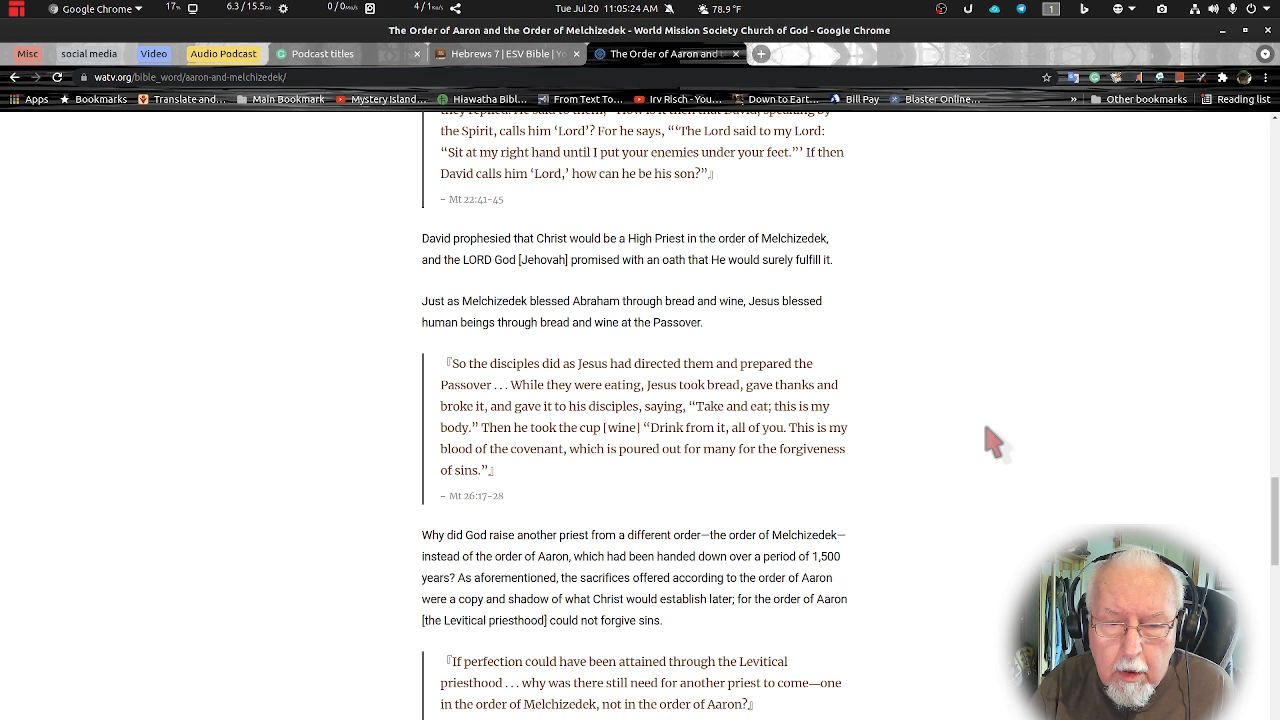 Google Chrome 17% 6.3 / 15.5GB 0 / 0/s 4 / 1/s Tue Jul 20 11:05:24 AM 78.9 °F 1
The Order of Aaron and the Order of Melchizedek - World Mission Society Church of God - Google Chrome
Misc social media Video Audio Podcast Podcast titles Hebrews 7 | ESV Bible | Yo The Order of Aaron and
watv.org/bible_word/aaron-and-melchizedek/
Apps Bookmarks Translate and... Main Bookmark Mystery Island... Hiawatha Bibl... From Text To... Irv Risch - You... Down to Eart... Bill Pay Blaster Online... » Other bookmarks Reading list
the Spirit, calls him ‘Lord’? For he says, “‘The Lord said to my Lord:
“Sit at my right hand until I put your enemies under your feet.”’ If then
David calls him ‘Lord,’ how can he be his son?”』
– Mt 22:41–45
David prophesied that Christ would be a High Priest in the order of Melchizedek,
and the LORD God [Jehovah] promised with an oath that He would surely fulfill it.
Just as Melchizedek blessed Abraham through bread and wine, Jesus blessed
human beings through bread and wine at the Passover.
『So the disciples did as Jesus had directed them and prepared the
Passover . . . While they were eating, Jesus took bread, gave thanks and
broke it, and gave it to his disciples, saying, “Take and eat; this is my
body.” Then he took the cup [wine] “Drink from it, all of you. This is my
blood of the covenant, which is poured out for many for the forgiveness
of sins.”』
– Mt 26:17–28
Why did God raise another priest from a different order—the order of Melchizedek—
instead of the order of Aaron, which had been handed down over a period of 1,500
years? As aforementioned, the sacrifices offered according to the order of Aaron
were a copy and shadow of what Christ would establish later; for the order of Aaron
[the Levitical priesthood] could not forgive sins.
『If perfection could have been attained through the Levitical
priesthood . . . why was there still need for another priest to come—one
in the order of Melchizedek, not in the order of Aaron?』